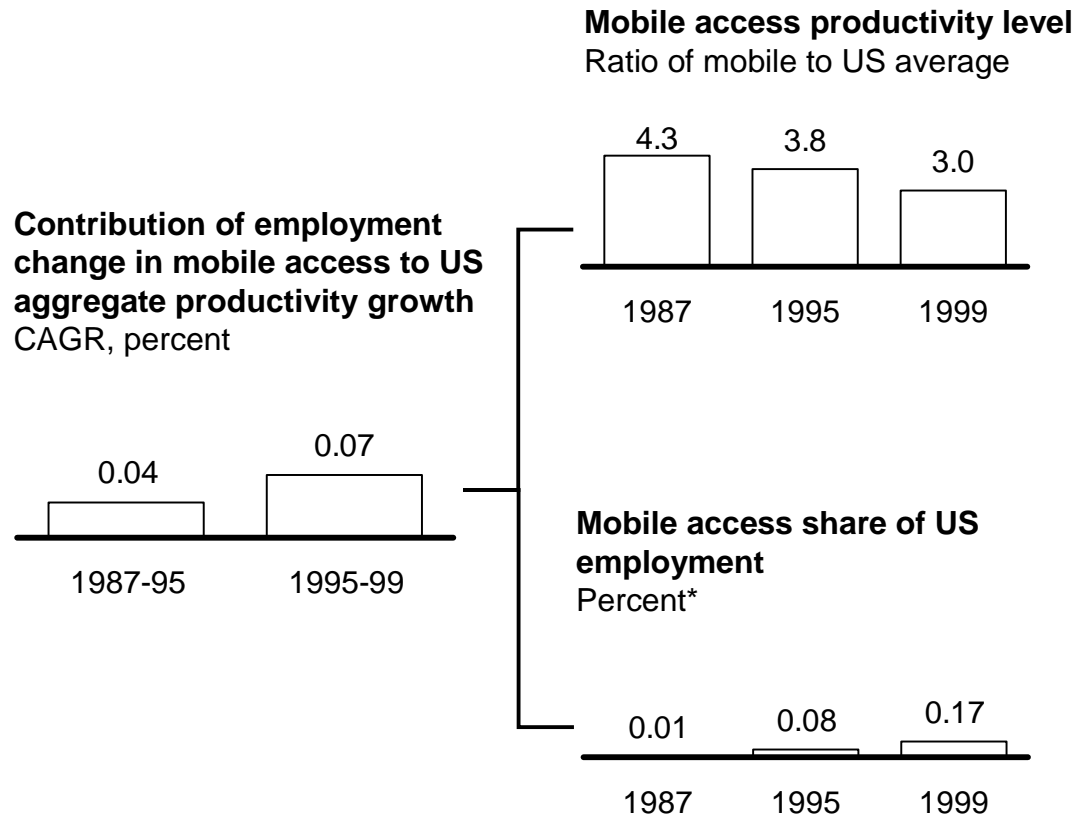 Mobile access productivity level
Ratio of mobile to US average
4.3
3.8
3.0
1987
1995
1999
Contribution of employment
change in mobile access to US
aggregate productivity growth
CAGR, percent
0.04
0.07
1987-95
1995-99
Mobile access share of US
employment
Percent*
0.01
0.08
0.17
1987
1995
1999